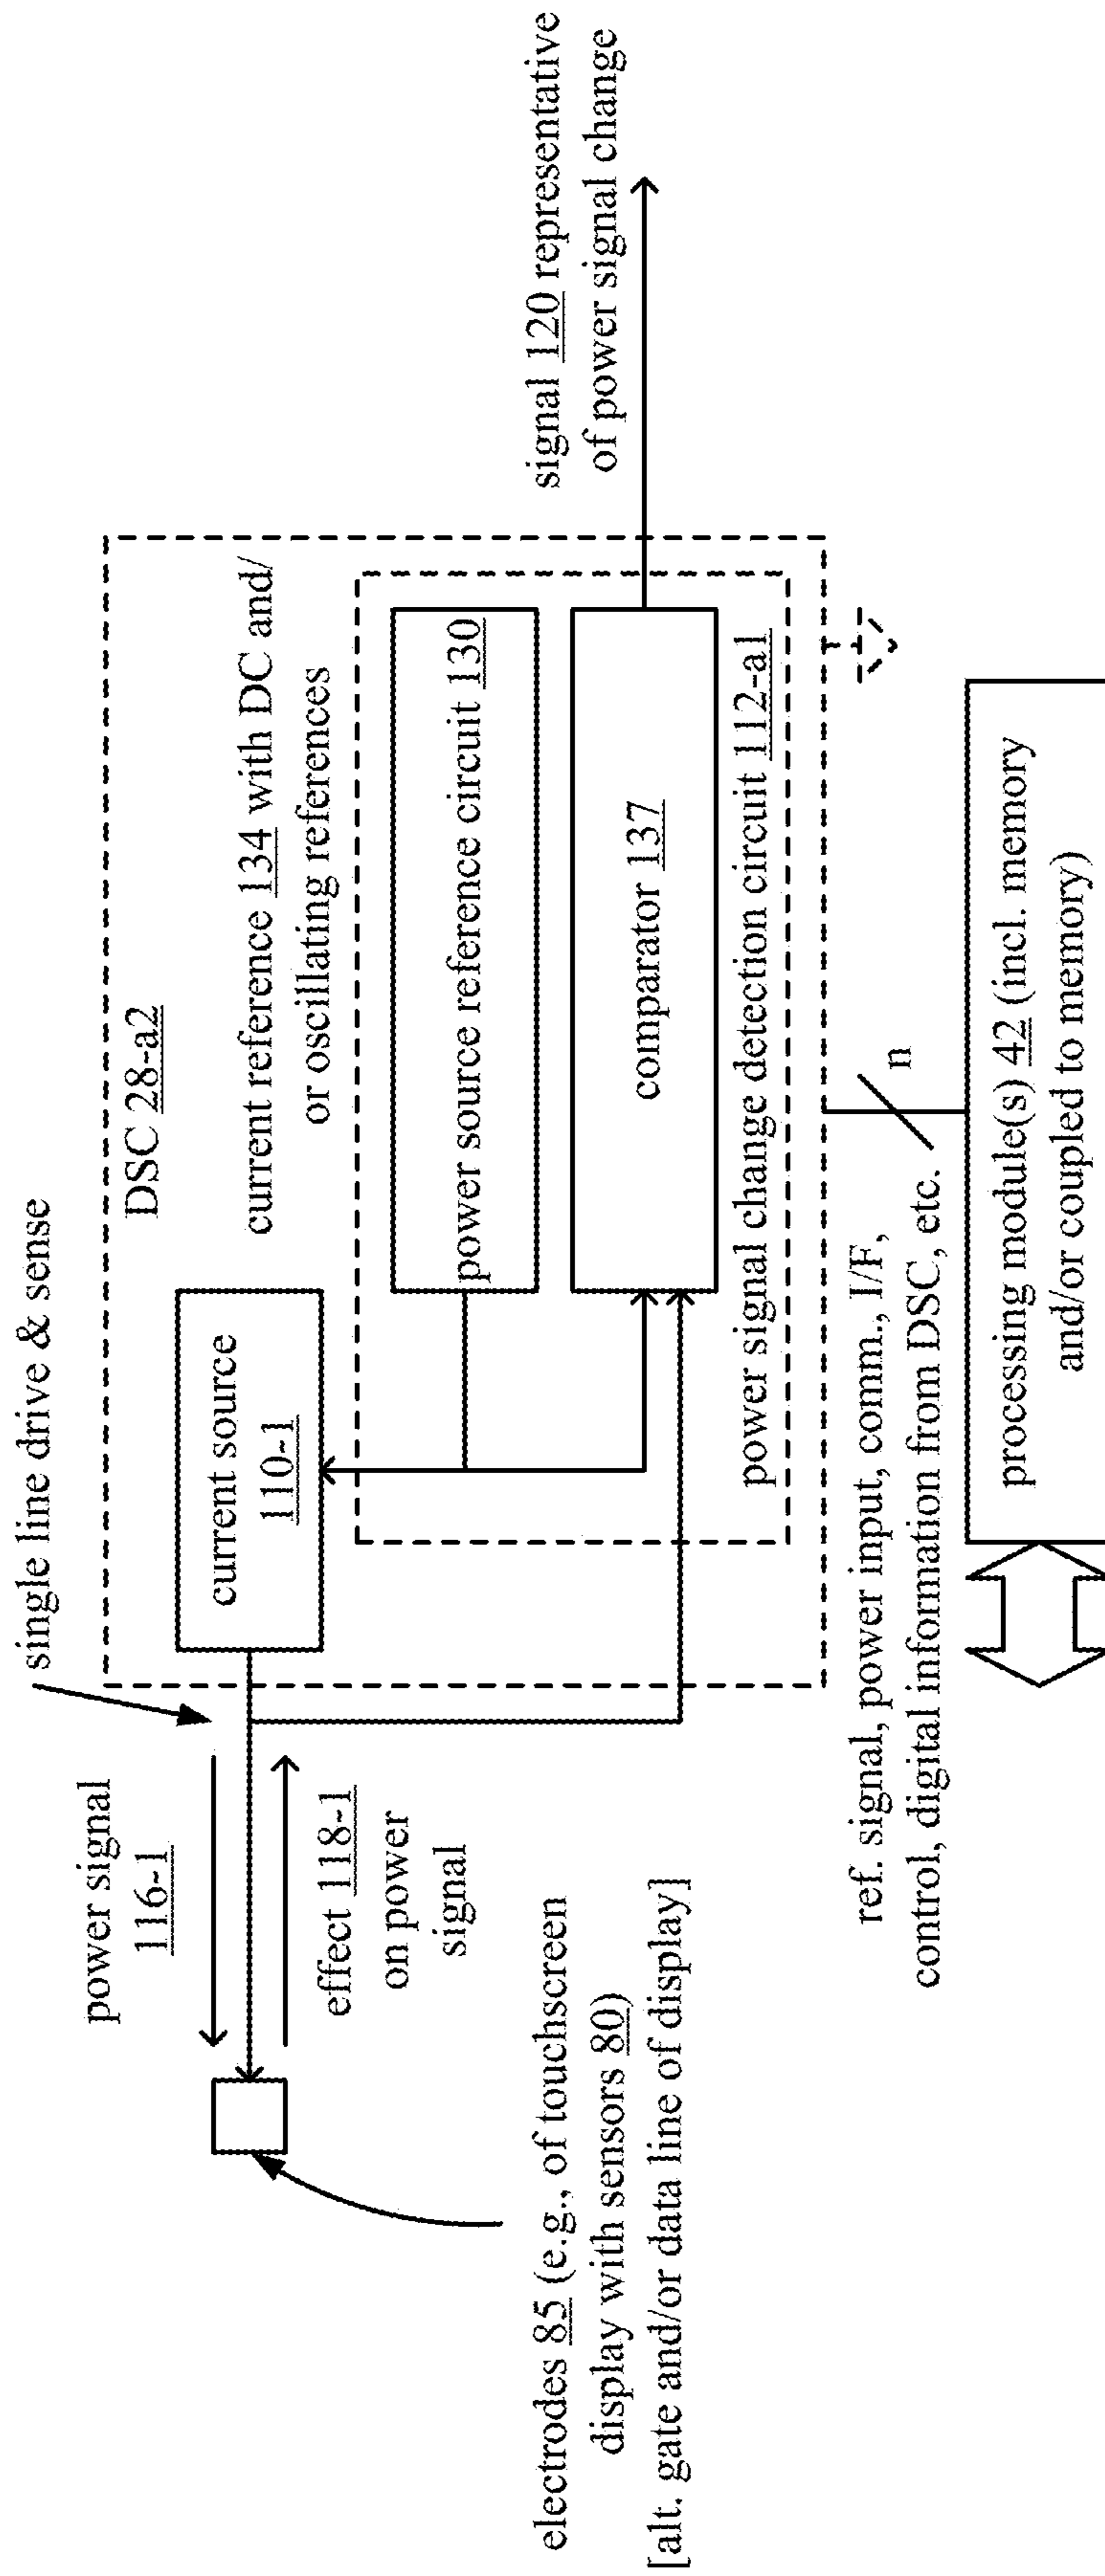 single line drive & sense
DSC 28-a2
power signal
116-1
current source
110-1
current reference 134 with DC and/
or oscillating references
effect 118-1
on power
signal
power source reference circuit 130
comparator 137
power signal change detection circuit 112-a1
signal 120 representative
of power signal change
electrodes 85 (e.g., of touchscreen
display with sensors 80)
[alt. gate and/or data line of display]
ref. signal, power input, comm., I/F,
control, digital information from DSC, etc.
n
processing module(s) 42 (incl. memory
and/or coupled to memory)